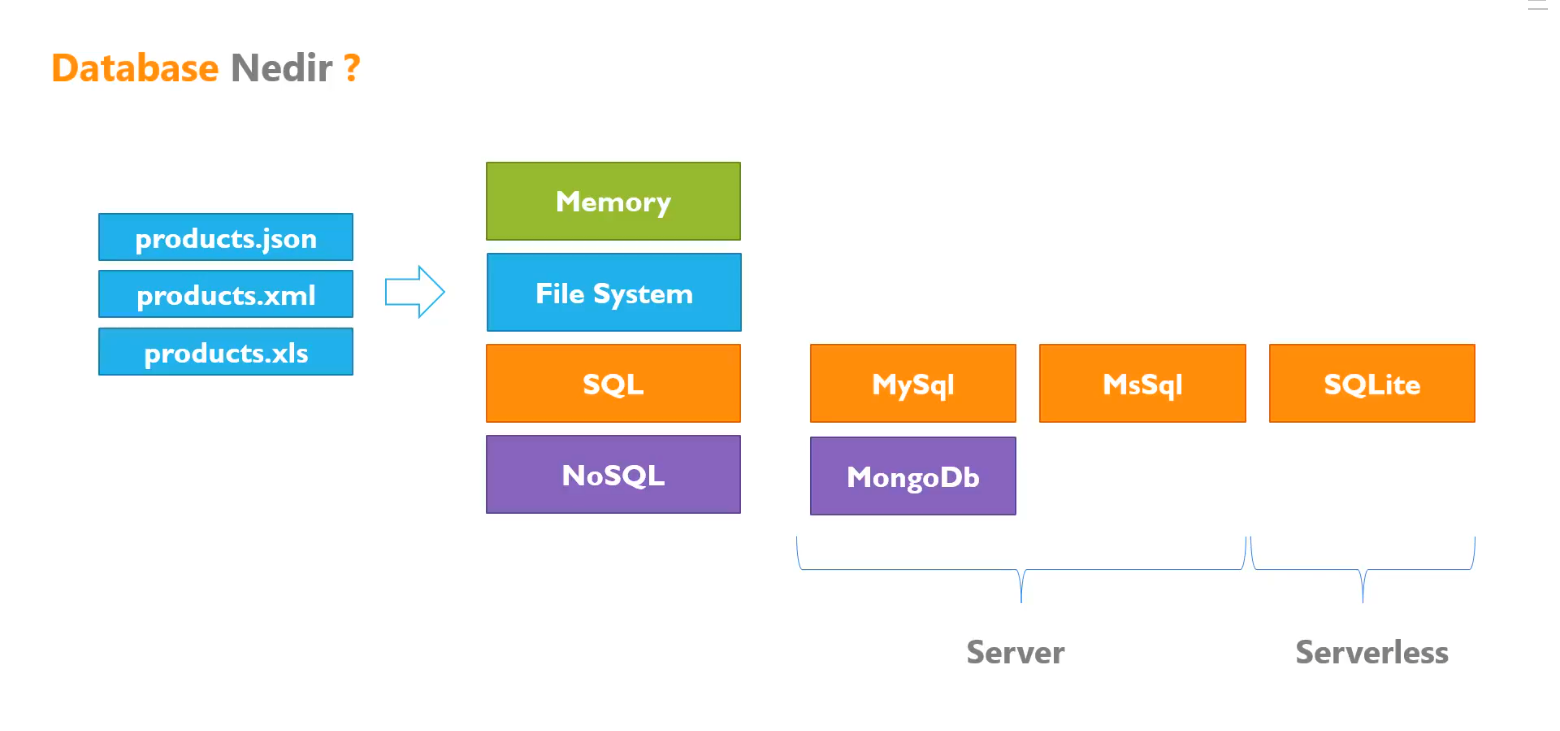 Database Nedir ?
products.json
products.xml
products.xls
Memory
File System
SQL
NoSQL
MySql
MsSql
SQLite
MongoDb
Server
Serverless